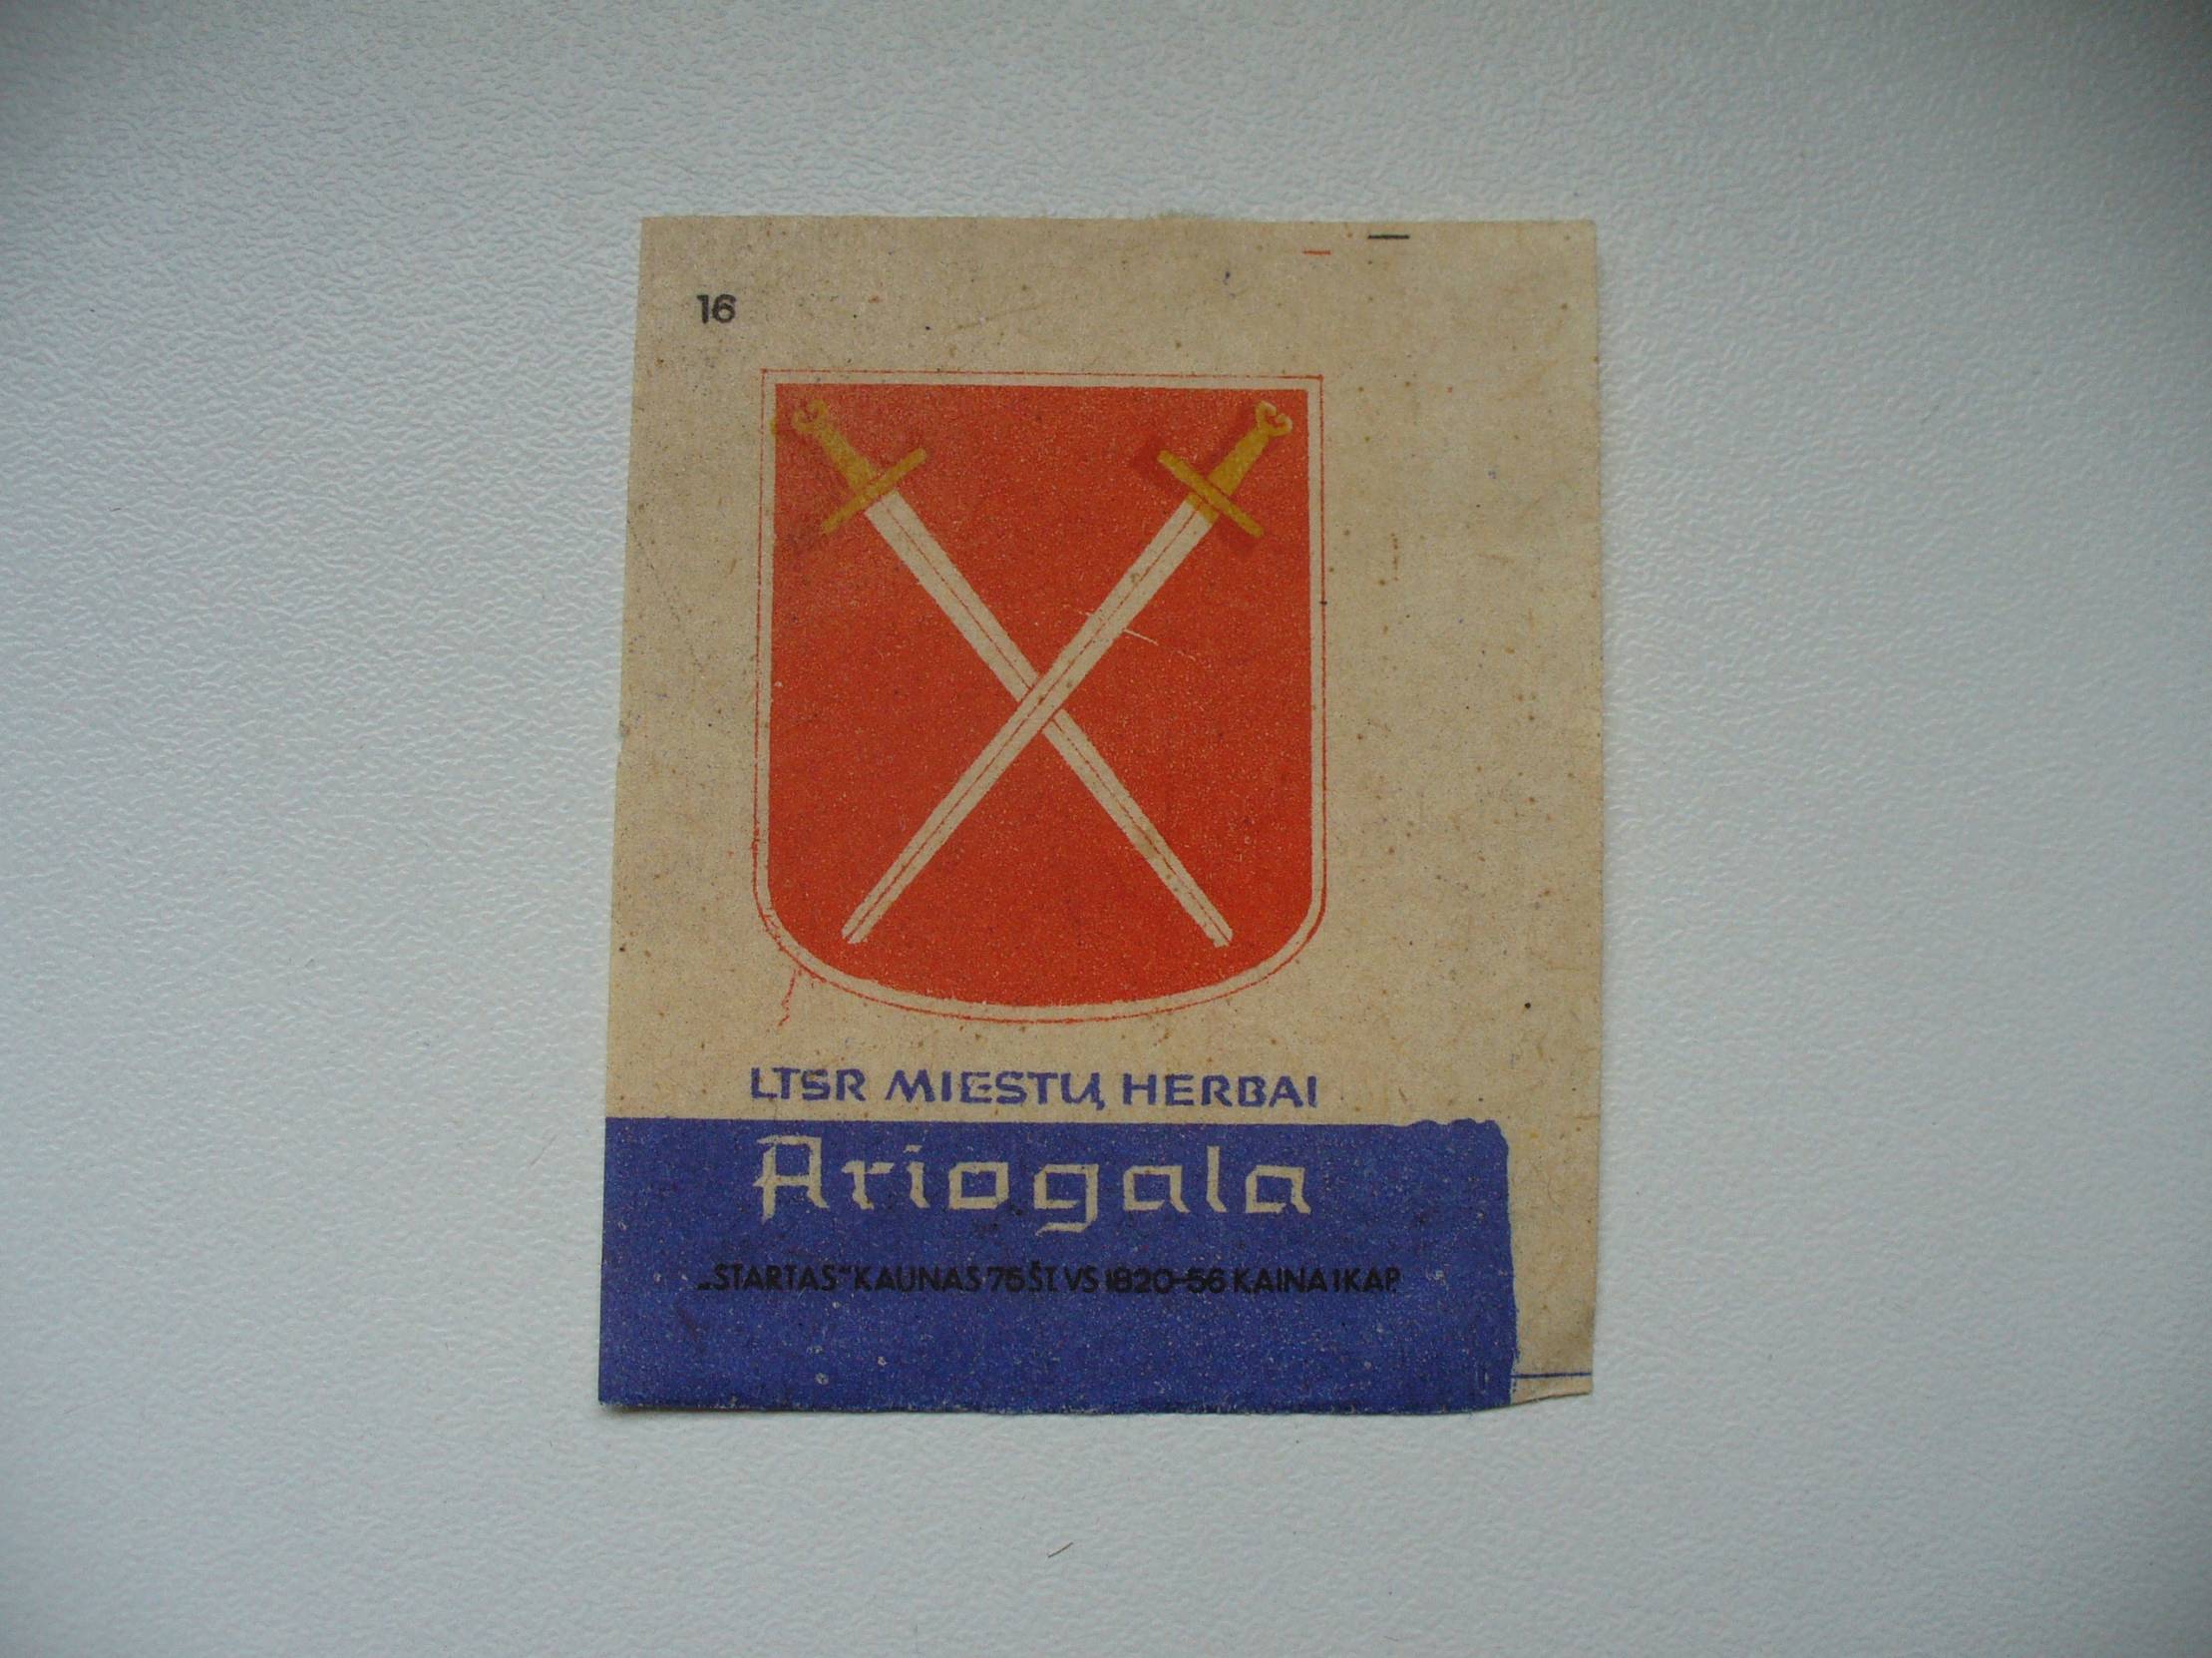 16
LTSR MIESTŲ HERBAI
Ariogala
„STARTAS“ KAUNAS 75 ŠT. VS 1820-56 KAINA 1 KAP.